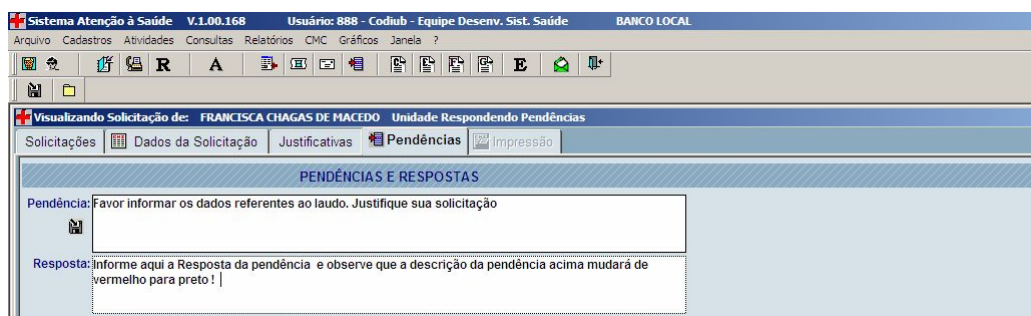 Sistema Atenção à Saúde V.1.00.168 Usuário: 888 - Codiub - Equipe Desenv. Sist. Saúde BANCO LOCAL
Arquivo Cadastros Atividades Consultas Relatórios CMC Gráficos Janela ?
R A E
Visualizando Solicitação de: FRANCISCA CHAGAS DE MACEDO Unidade Respondendo Pendências
Solicitações Dados da Solicitação Justificativas Pendências Impressão
PENDÊNCIAS E RESPOSTAS
Pendência: Favor informar os dados referentes ao laudo. Justifique sua solicitação
Resposta: Informe aqui a Resposta da pendência e observe que a descrição da pendência acima mudará de
vermelho para preto !